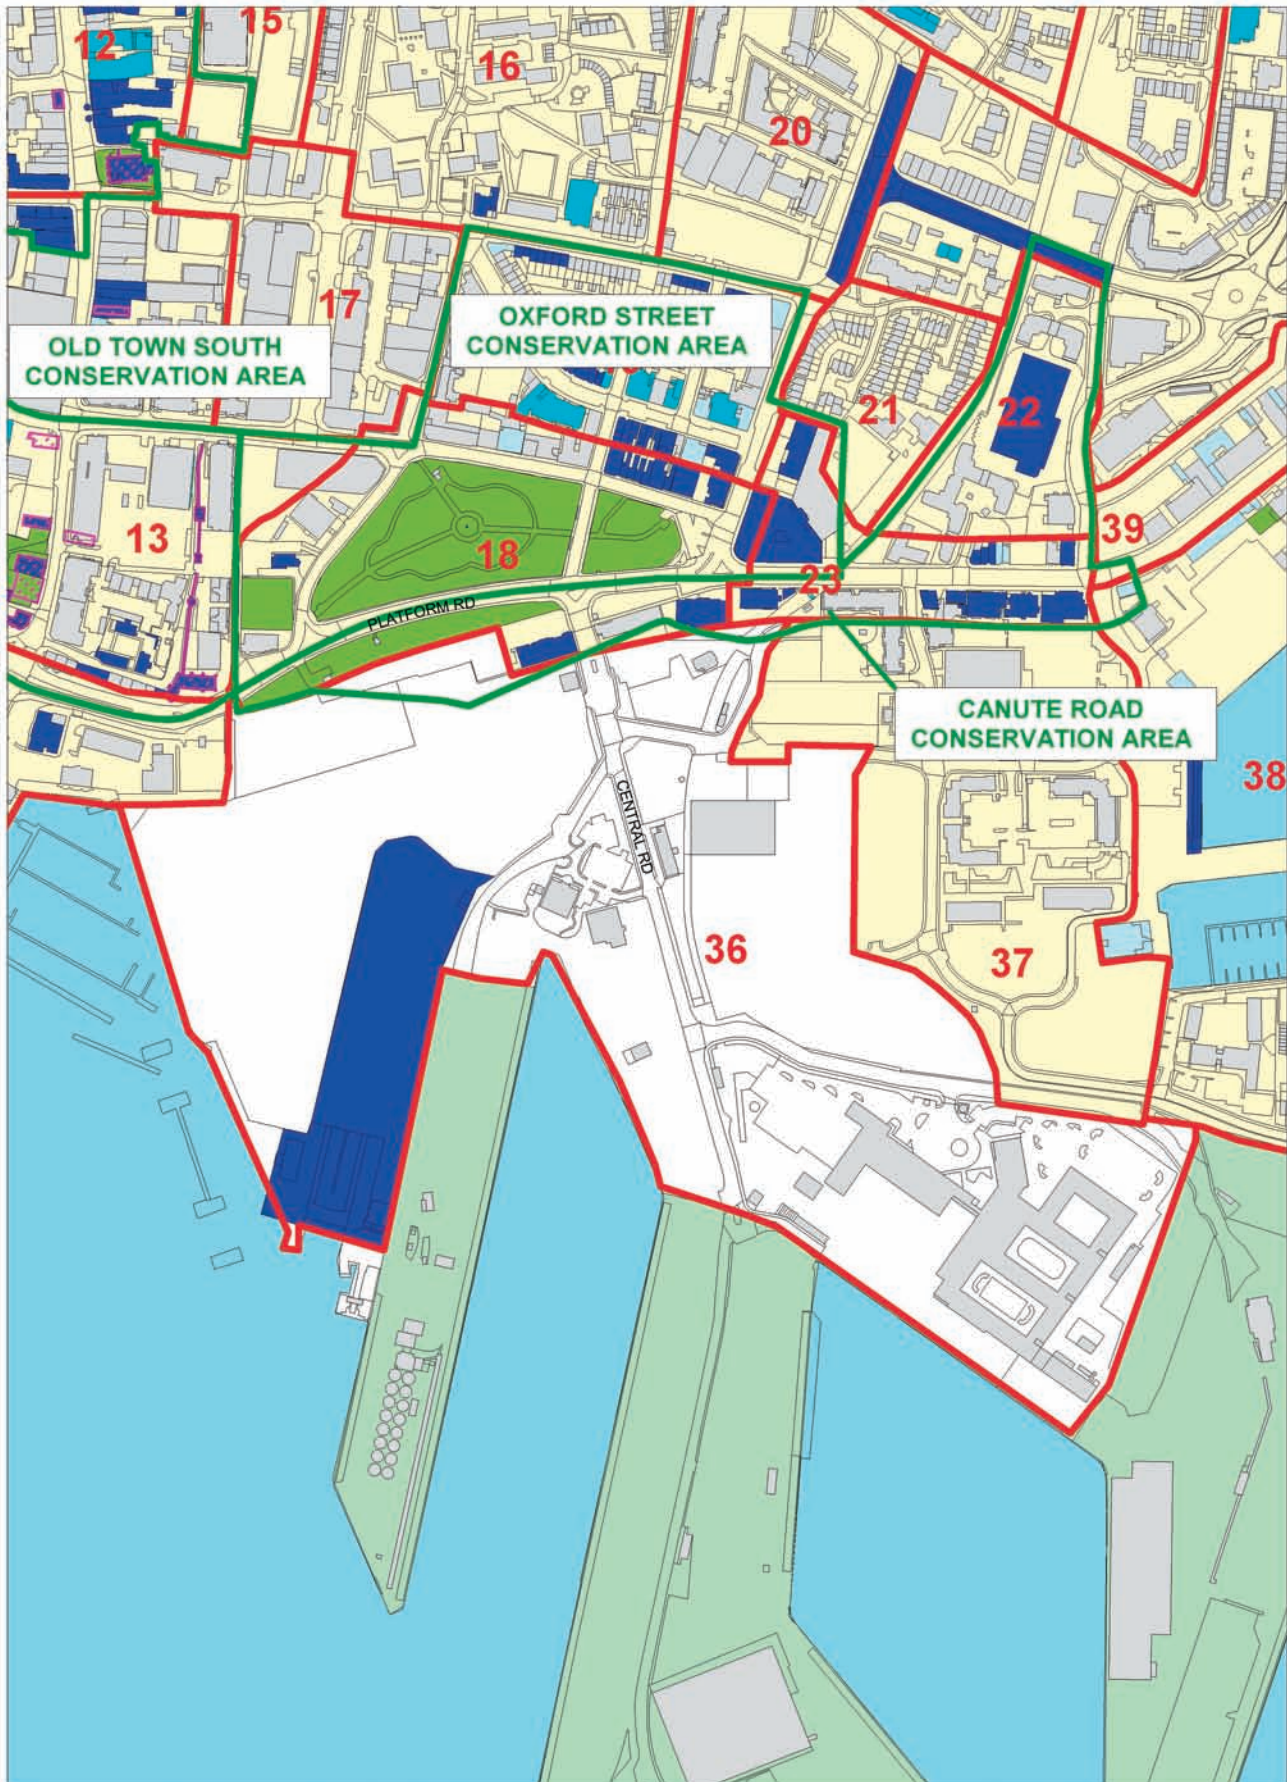 12
15
16
20
17
OXFORD STREET
CONSERVATION AREA
OLD TOWN SOUTH
CONSERVATION AREA
21
22
13
18
39
23
PLATFORM RD
CANUTE ROAD
CONSERVATION AREA
38
CENTRAL RD
36
37